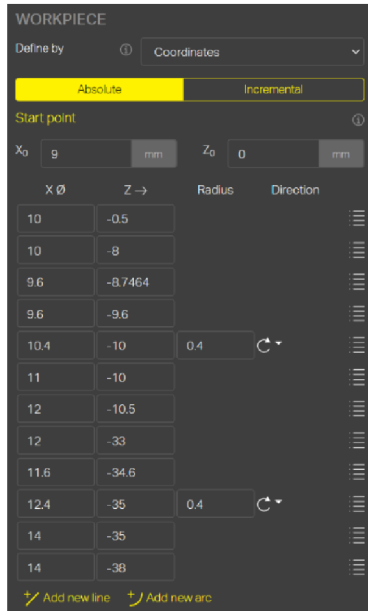 WORKPIECE
Define by ⓘ Coordinates
Absolute Incremental
Start point ⓘ
X₀ 9 mm Z₀ 0 mm
X Ø Z → Radius Direction
10 -0.5
10 -8
9.6 -8.7464
9.6 -9.6
10.4 -10 0.4
11 -10
12 -10.5
12 -33
11.6 -34.6
12.4 -35 0.4
14 -35
14 -38
Add new line Add new arc